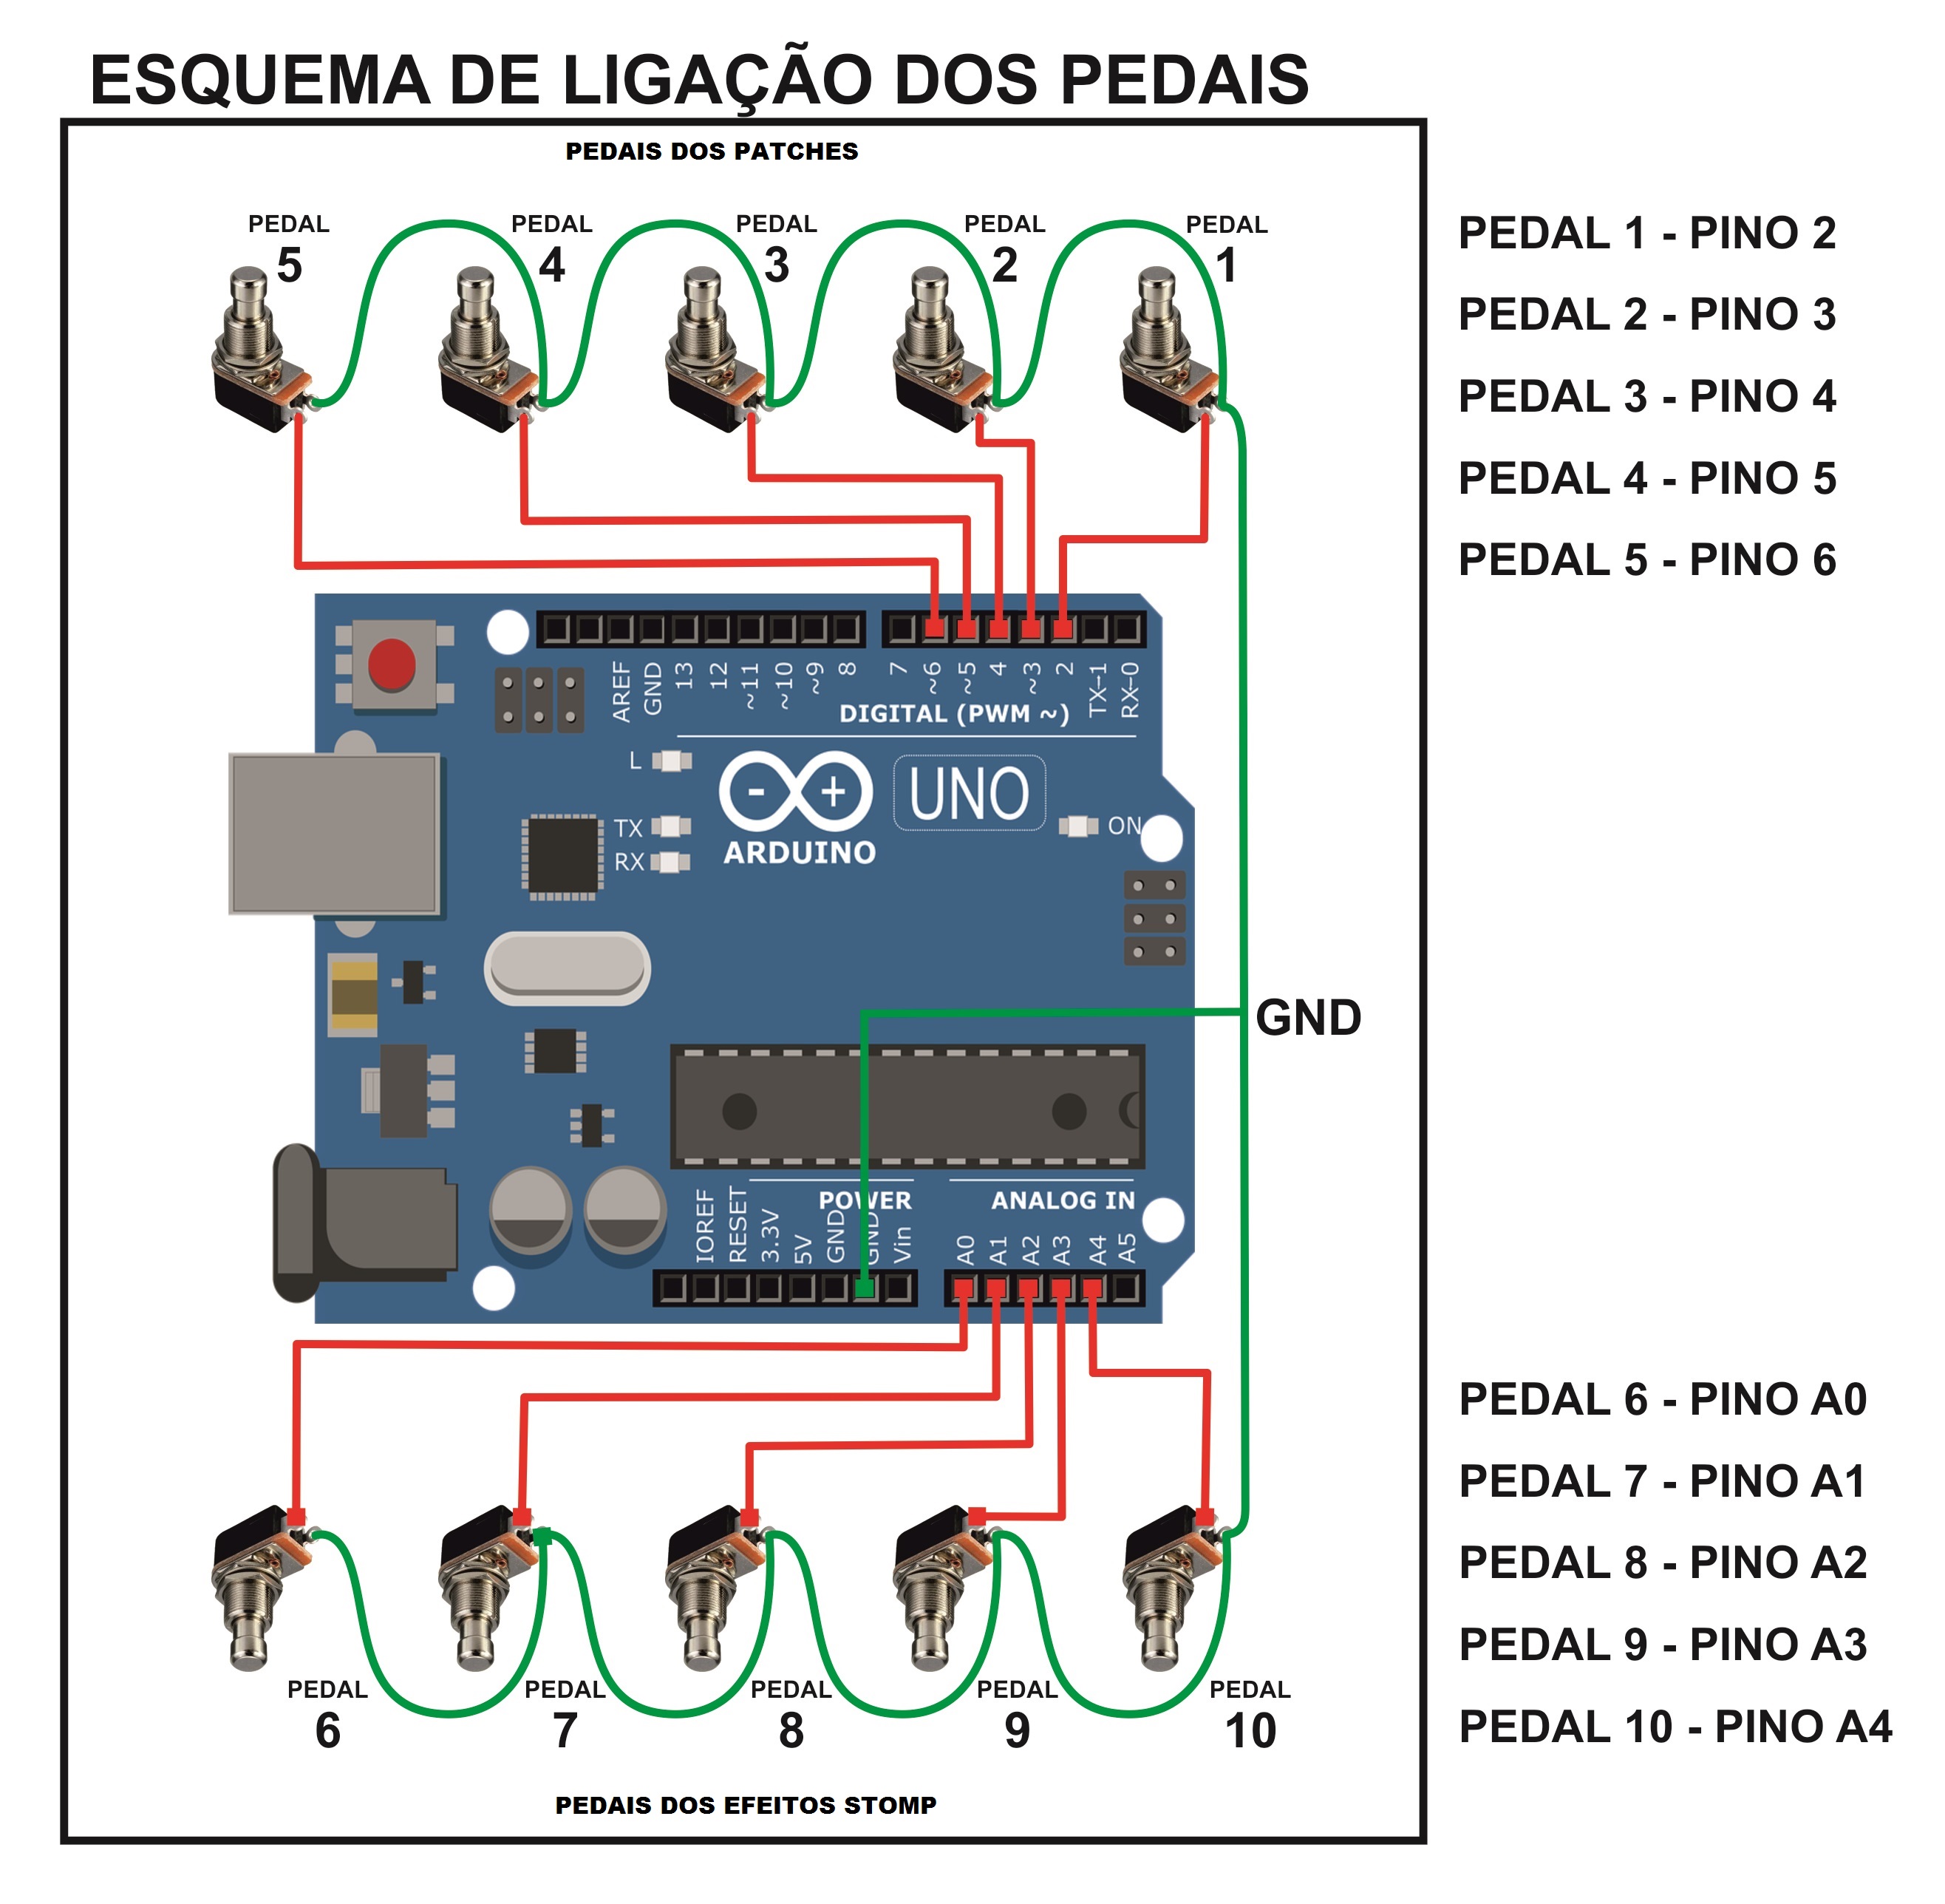 ESQUEMA DE LIGAÇÃO DOS PEDAIS
PEDAIS DOS PATCHES
PEDAL 5
PEDAL 4
PEDAL 3
PEDAL 2
PEDAL 1
PEDAL 1 - PINO 2
PEDAL 2 - PINO 3
PEDAL 3 - PINO 4
PEDAL 4 - PINO 5
PEDAL 5 - PINO 6
AREF
GND
13
12
~11
~10
~9
8
7
~6
~5
4
~3
2
TX→1
RX→0
DIGITAL (PWM ~)
L
TX
RX
- +
ARDUINO
UNO
ON
GND
POWER
ANALOG IN
IOREF
RESET
3.3V
5V
GND
GND
Vin
A0
A1
A2
A3
A4
A5
PEDAL 6
PEDAL 7
PEDAL 8
PEDAL 9
PEDAL 10
PEDAIS DOS EFEITOS STOMP
PEDAL 6 - PINO A0
PEDAL 7 - PINO A1
PEDAL 8 - PINO A2
PEDAL 9 - PINO A3
PEDAL 10 - PINO A4